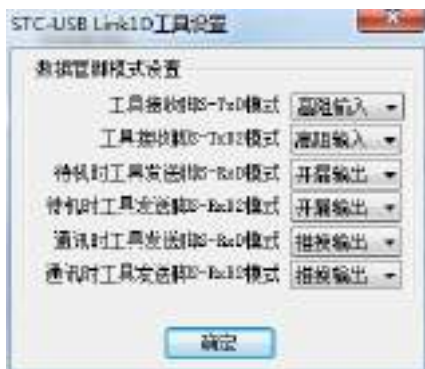 STC-USB Link1D工具设置
数据管脚模式设置
工具接收脚S-TxD模式 高阻输入
工具接收脚S-TxD2模式 高阻输入
待机时工具发送脚S-RxD模式 开漏输出
待机时工具发送脚S-RxD2模式 开漏输出
通讯时工具发送脚S-RxD模式 推挽输出
通讯时工具发送脚S-RxD2模式 推挽输出
确定